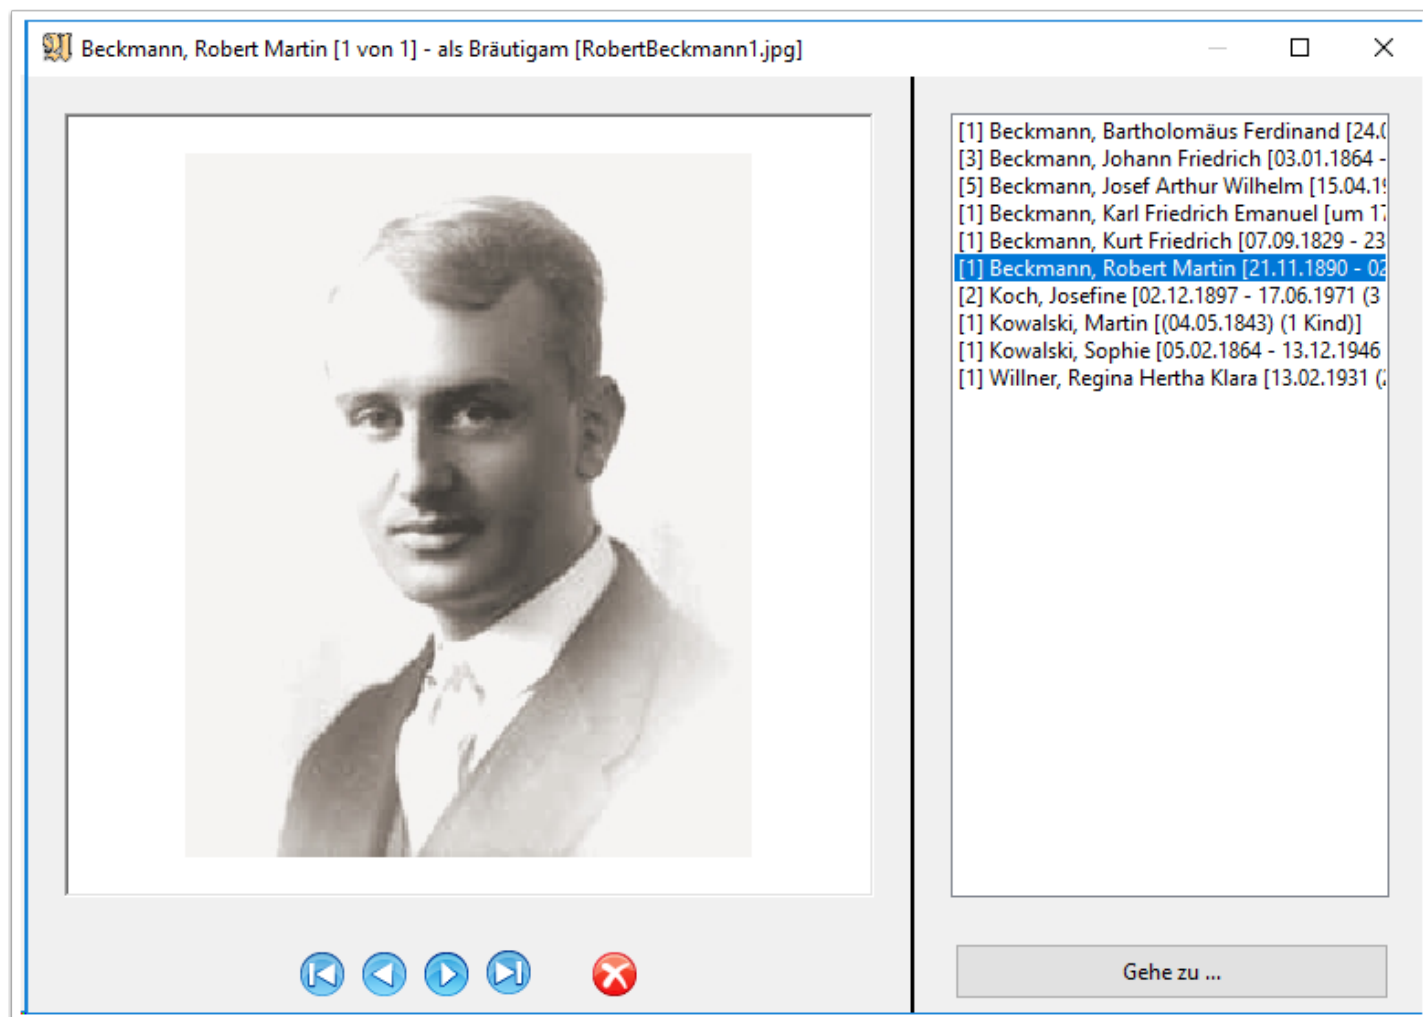 Beckmann, Robert Martin [1 von 1] - als Bräutigam [RobertBeckmann1.jpg]
[1] Beckmann, Bartholomäus Ferdinand [24.
[3] Beckmann, Johann Friedrich [03.01.1864 -
[5] Beckmann, Josef Arthur Wilhelm [15.04.19
[1] Beckmann, Karl Friedrich Emanuel [um 17
[1] Beckmann, Kurt Friedrich [07.09.1829 - 23
[1] Beckmann, Robert Martin [21.11.1890 - 02
[2] Koch, Josefine [02.12.1897 - 17.06.1971 (3
[1] Kowalski, Martin [(04.05.1843) (1 Kind)]
[1] Kowalski, Sophie [05.02.1864 - 13.12.1946
[1] Willner, Regina Hertha Klara [13.02.1931 (2
Gehe zu ...